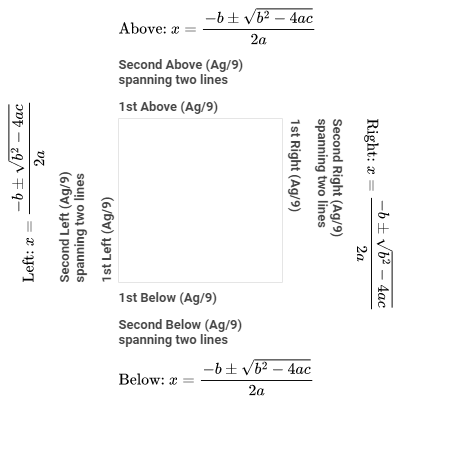 Above: x = \frac{-b \pm \sqrt{b^2 - 4ac}}{2a}
Second Above (Ag/9)
spanning two lines
1st Above (Ag/9)
Left: x = \frac{-b \pm \sqrt{b^2 - 4ac}}{2a}
Second Left (Ag/9)
spanning two lines
1st Left (Ag/9)
1st Right (Ag/9)
Second Right (Ag/9)
spanning two lines
Right: x = \frac{-b \pm \sqrt{b^2 - 4ac}}{2a}
1st Below (Ag/9)
Second Below (Ag/9)
spanning two lines
Below: x = \frac{-b \pm \sqrt{b^2 - 4ac}}{2a}